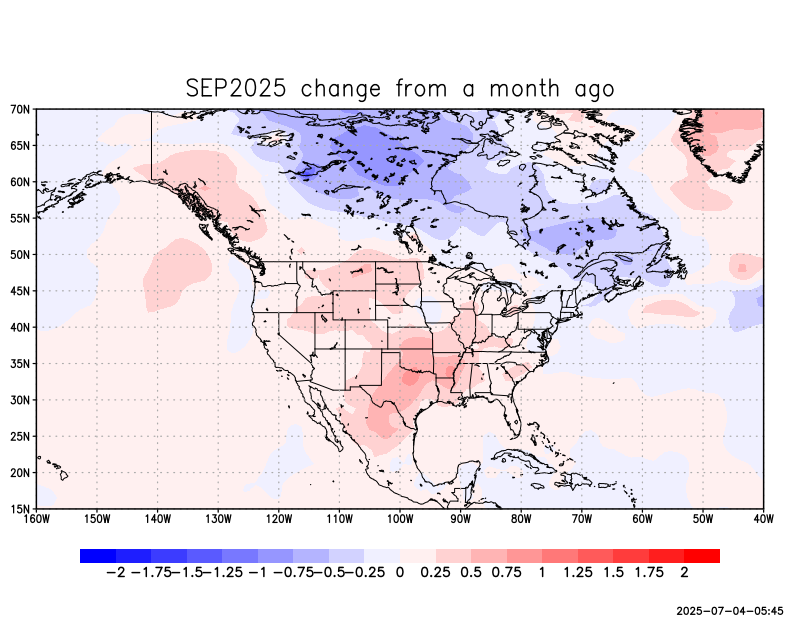 SEP2025 change from a month ago
70N
65N
60N
55N
50N
45N
40N
35N
30N
25N
20N
15N
160W 150W 140W 130W 120W 110W 100W 90W 80W 70W 60W 50W 40W
−2 −1.75 −1.5 −1.25 −1 −0.75 −0.5 −0.25 0 0.25 0.5 0.75 1 1.25 1.5 1.75 2
2025-07-04-05:45